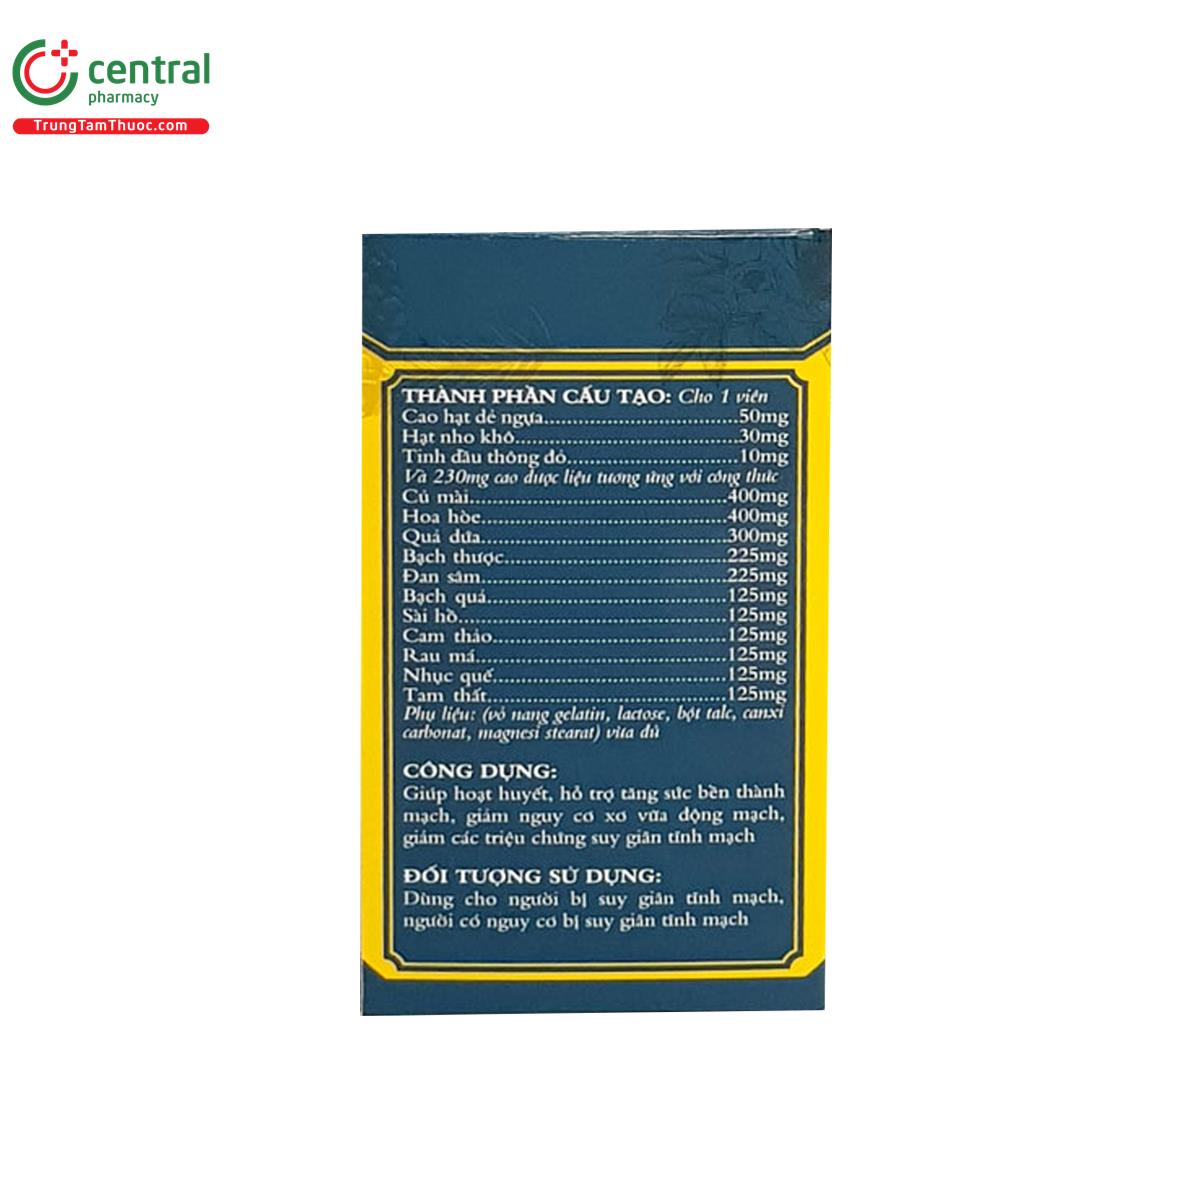 central
pharmacy
TrungTamThuoc.com
THÀNH PHẦN CẤU TẠO: Cho 1 viên
Cao hạt dẻ ngựa........................50mg
Hạt nho khô........................30mg
Tinh dầu thông đỏ........................10mg
Và 230mg cao dược liệu tương ứng với công thức
Củ mài........................400mg
Hoa hòe........................400mg
Quả dứa........................300mg
Bạch thược........................225mg
Đan sâm........................225mg
Bạch quả........................125mg
Sài hồ........................125mg
Cam thảo........................125mg
Rau má........................125mg
Nhục quế........................125mg
Tam thất........................125mg
Phụ liệu: (vỏ nang gelatin, lactose, bột talc, canxi
carbonat, magnesi stearat) vừa đủ
CÔNG DỤNG:
Giúp hoạt huyết, hỗ trợ tăng sức bền thành
mạch, giảm nguy cơ xơ vữa động mạch,
giảm các triệu chứng suy giãn tĩnh mạch
ĐỐI TƯỢNG SỬ DỤNG:
Dùng cho người bị suy giãn tĩnh mạch,
người có nguy cơ bị suy giãn tĩnh mạch